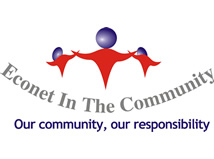 Econet In The Community
Our community, our responsibility